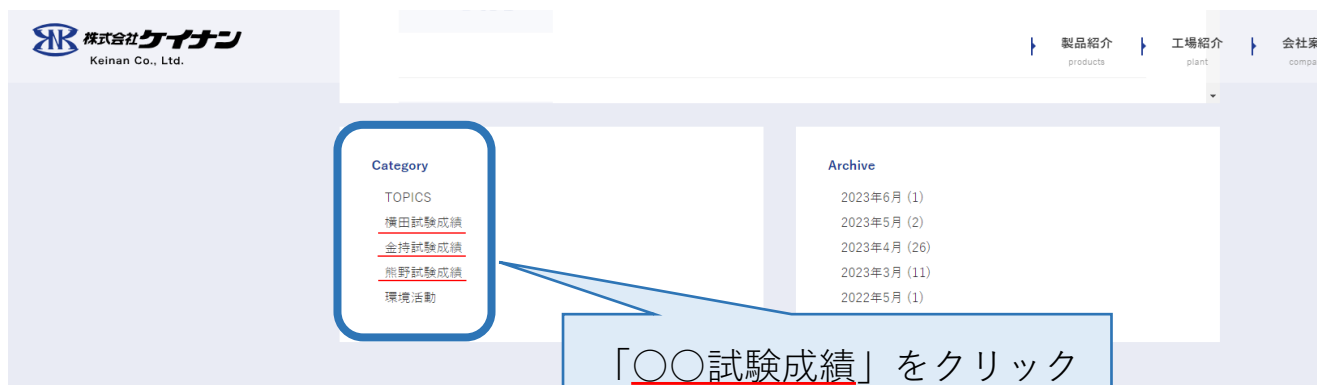 株式会社ケイナン
Keinan Co., Ltd.
製品紹介
products
工場紹介
plant
会社案
compa
Category
TOPICS
横田試験成績
金持試験成績
熊野試験成績
環境活動
Archive
2023年6月 (1)
2023年5月 (2)
2023年4月 (26)
2023年3月 (11)
2022年5月 (1)
「○○試験成績」をクリック